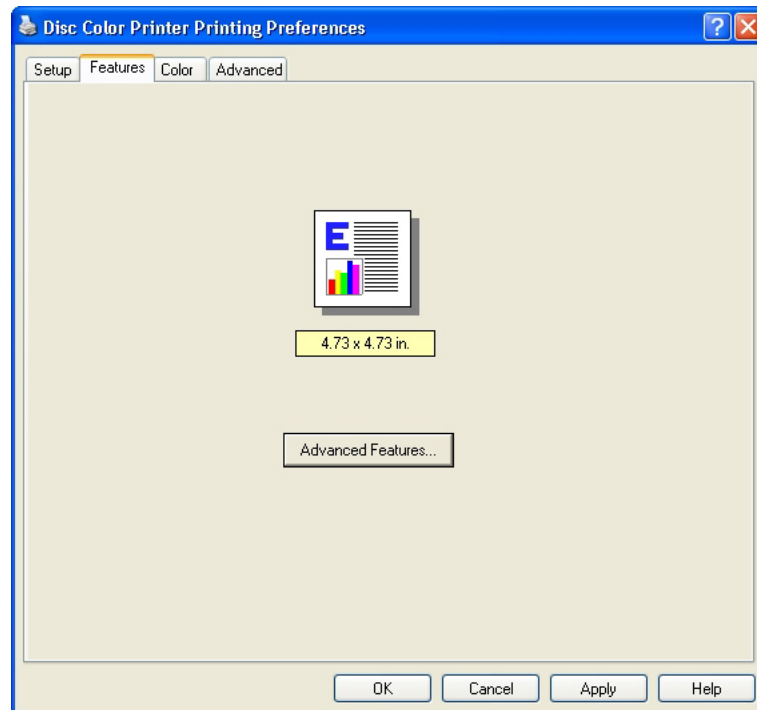 Disc Color Printer Printing Preferences
Setup Features Color Advanced
E
4.73 x 4.73 in.
Advanced Features...
OK Cancel Apply Help